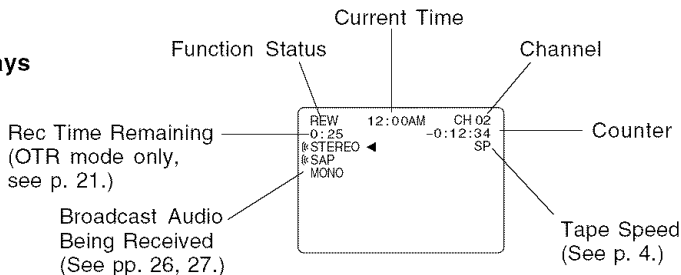 Current Time
Function Status
Channel
REW 12:00AM CH 02
0:25 -0:12:34
STEREO ◄ SP
SAP
MONO
Rec Time Remaining
(OTR mode only,
see p. 21.)
Counter
Broadcast Audio
Being Received
(See pp. 26, 27.)
Tape Speed
(See p. 4.)